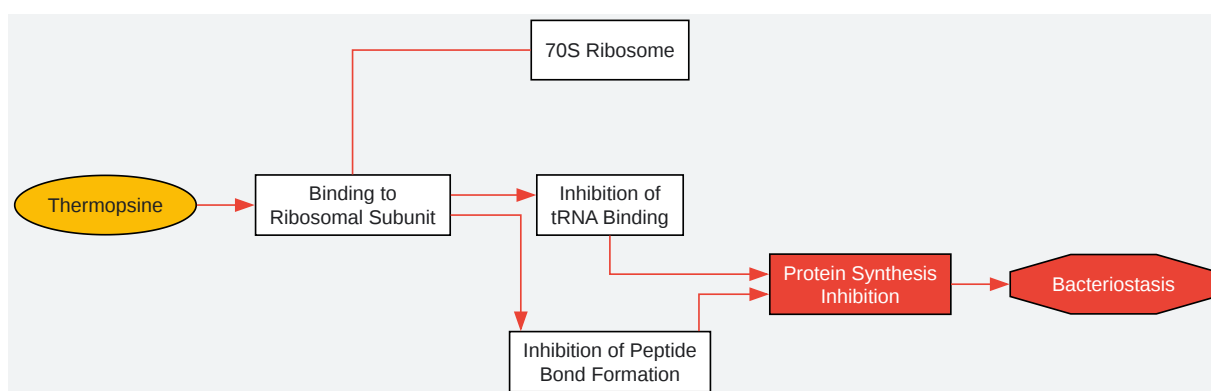 70S Ribosome
Thermopsine
Binding to
Ribosomal Subunit
Inhibition of
tRNA Binding
Protein Synthesis
Inhibition
Bacteriostasis
Inhibition of Peptide
Bond Formation